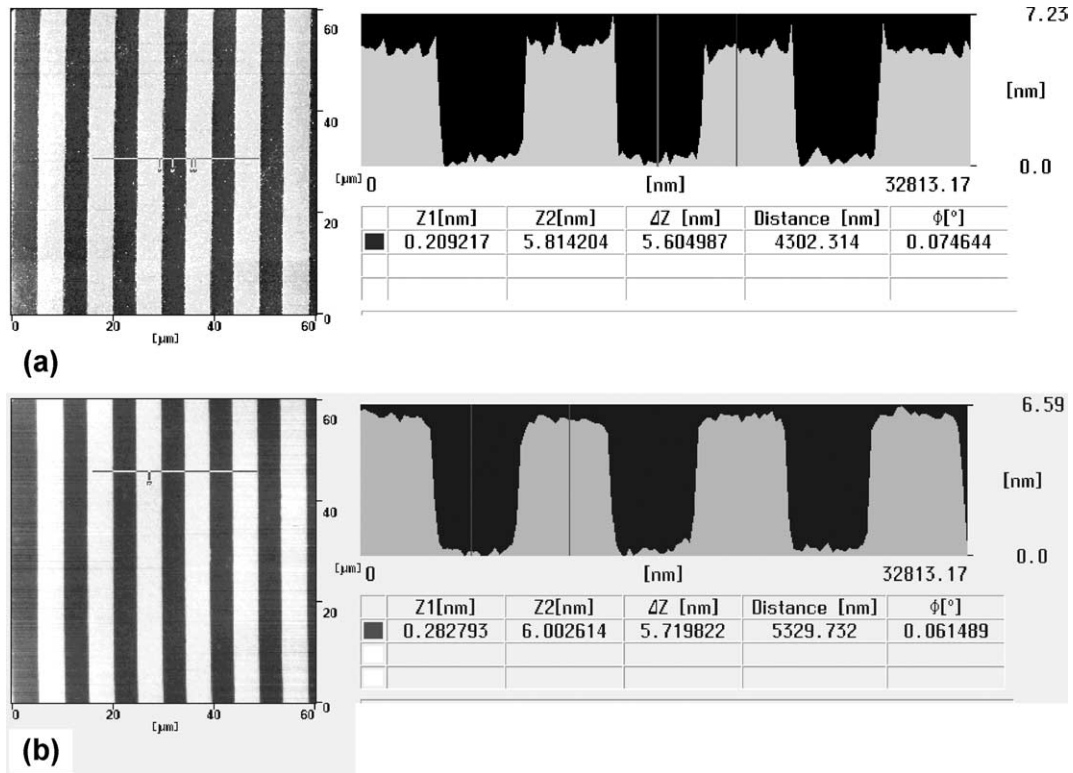 60
40
20
0
[µm]
0 20 40 60
[µm]
(a)
7.23
[nm]
0.0
0 [nm] 32813.17
Z1[nm] Z2[nm] ΔZ [nm] Distance [nm] ϕ[°]
0.209217 5.814204 5.604987 4302.314 0.074644
60
40
20
0
[µm]
0 20 40 60
[µm]
(b)
6.59
[nm]
0.0
0 [nm] 32813.17
Z1[nm] Z2[nm] ΔZ [nm] Distance [nm] ϕ[°]
0.282793 6.002614 5.719822 5329.732 0.061489